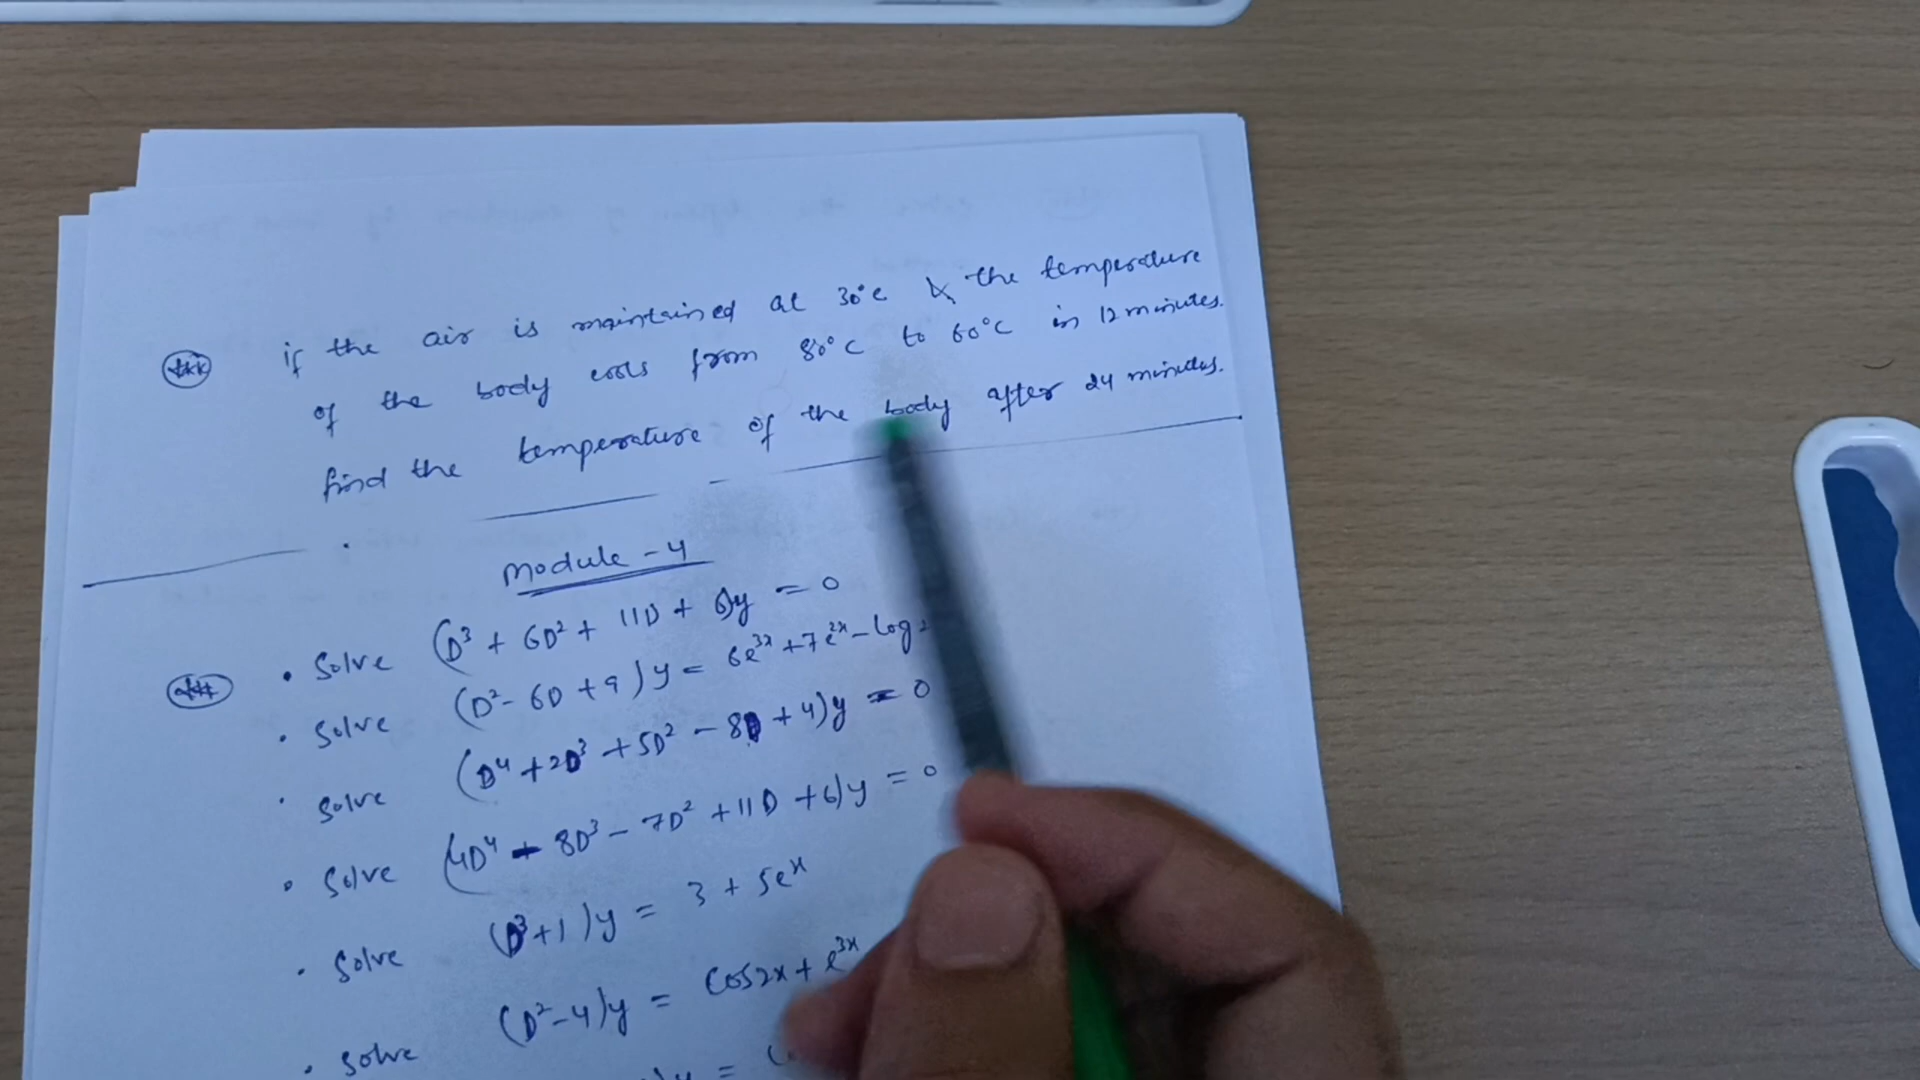 If the air is maintained at 30°C & the temperature
of the body cools from 80°C to 60°C in 12 minutes.
find the temperature of the body after 24 minutes.
Module - 4
• Solve (D³ + 6D² + 11D + 6)y = 0
• Solve (D² - 6D + 9)y = 6e³ˣ + 7e²ˣ - log
• Solve (D⁴ + 2D³ + 5D² - 8D + 4)y = 0
• Solve (4D⁴ - 8D³ - 7D² + 11D + 6)y = 0
• Solve (D³ + 1)y = 3 + 5eˣ
• Solve (D² - 4)y = Cos2x + e³ˣ
y =